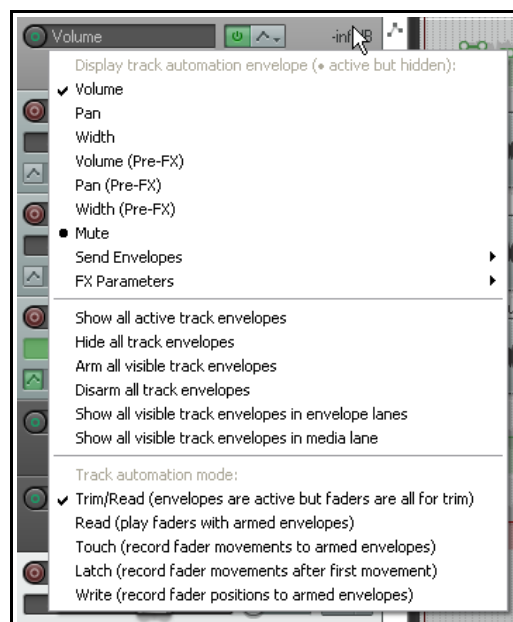 Volume
-inf dB
Display track automation envelope (• active but hidden):
Volume
Pan
Width
Volume (Pre-FX)
Pan (Pre-FX)
Width (Pre-FX)
Mute
Send Envelopes
FX Parameters
Show all active track envelopes
Hide all track envelopes
Arm all visible track envelopes
Disarm all track envelopes
Show all visible track envelopes in envelope lanes
Show all visible track envelopes in media lane
Track automation mode:
Trim/Read (envelopes are active but faders are all for trim)
Read (play faders with armed envelopes)
Touch (record fader movements to armed envelopes)
Latch (record fader movements after first movement)
Write (record fader positions to armed envelopes)